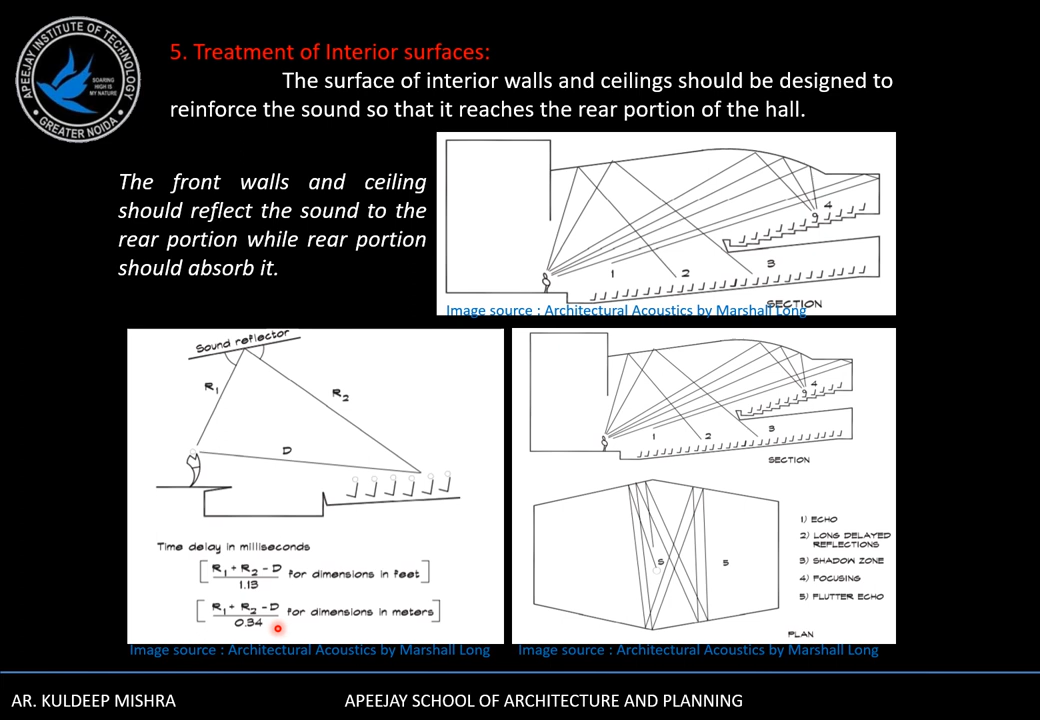 APEEJAY INSTITUTE OF TECHNOLOGY
SOARING
HIGH IS
MY NATURE
GREATER NOIDA
5. Treatment of Interior surfaces:
The surface of interior walls and ceilings should be designed to
reinforce the sound so that it reaches the rear portion of the hall.
The front walls and ceiling
should reflect the sound to the
rear portion while rear portion
should absorb it.
4
1
2
3
SECTION
Image source : Architectural Acoustics by Marshall Long
Sound reflector
R1
R2
D
Time delay in milliseconds
[ R1 + R2 - D / 1.13 for dimensions in feet ]
[ R1 + R2 - D / 0.34 for dimensions in meters ]
Image source : Architectural Acoustics by Marshall Long
4
1
2
3
SECTION
S
5
1) ECHO
2) LONG DELAYED
REFLECTIONS
3) SHADOW ZONE
4) FOCUSING
5) FLUTTER ECHO
PLAN
Image source : Architectural Acoustics by Marshall Long
AR. KULDEEP MISHRA
APEEJAY SCHOOL OF ARCHITECTURE AND PLANNING